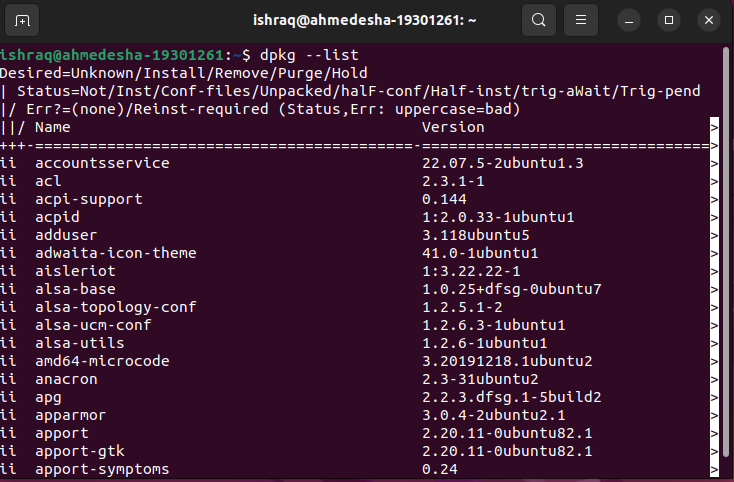 ishraq@ahmedesha-19301261: ~
ishraq@ahmedesha-19301261:~$ dpkg --list
Desired=Unknown/Install/Remove/Purge/Hold
| Status=Not/Inst/Conf-files/Unpacked/halF-conf/Half-inst/trig-aWait/Trig-pend
|/ Err?=(none)/Reinst-required (Status,Err: uppercase=bad)
||/ Name                                       Version                         >
+++-==========================================-================================>
ii  accountsservice                            22.07.5-2ubuntu1.3              >
ii  acl                                        2.3.1-1                         >
ii  acpi-support                               0.144                           >
ii  acpid                                      1:2.0.33-1ubuntu1               >
ii  adduser                                    3.118ubuntu5                    >
ii  adwaita-icon-theme                         41.0-1ubuntu1                   >
ii  aisleriot                                  1:3.22.22-1                     >
ii  alsa-base                                  1.0.25+dfsg-0ubuntu7            >
ii  alsa-topology-conf                         1.2.5.1-2                       >
ii  alsa-ucm-conf                              1.2.6.3-1ubuntu1                >
ii  alsa-utils                                 1.2.6-1ubuntu1                  >
ii  amd64-microcode                            3.20191218.1ubuntu2             >
ii  anacron                                    2.3-31ubuntu2                   >
ii  apg                                        2.2.3.dfsg.1-5build2            >
ii  apparmor                                   3.0.4-2ubuntu2.1                >
ii  apport                                     2.20.11-0ubuntu82.1             >
ii  apport-gtk                                 2.20.11-0ubuntu82.1             >
ii  apport-symptoms                            0.24                            >